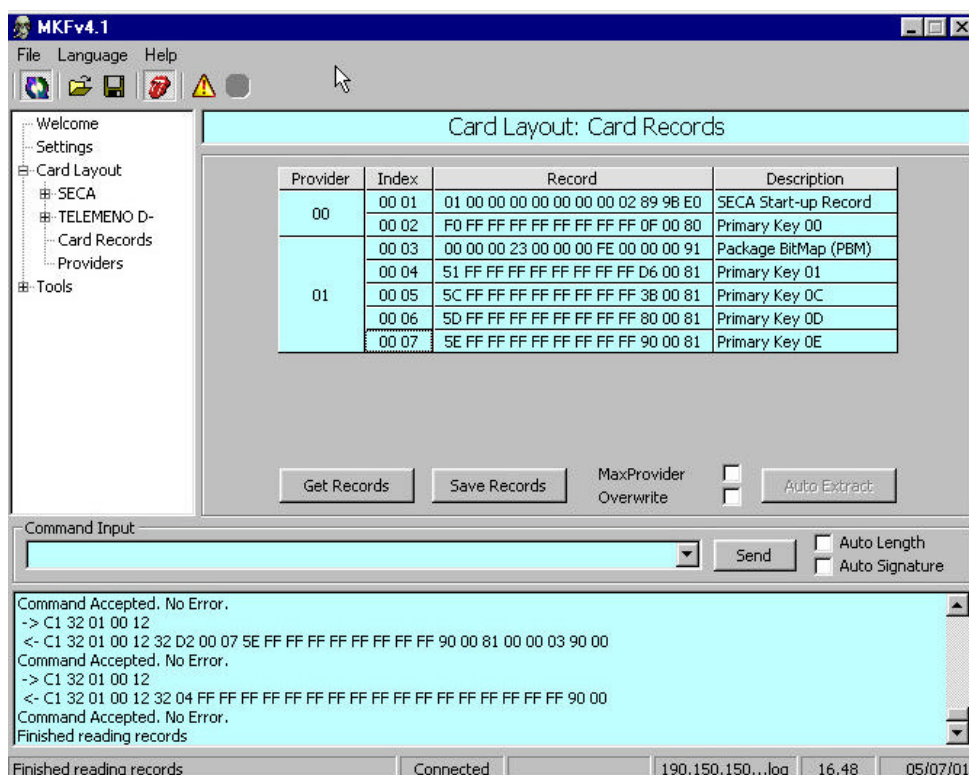 MKFv4.1
File Language Help
Welcome
Settings
Card Layout
SECA
TELEMENO D-
Card Records
Providers
Tools
Card Layout: Card Records
Provider Index Record Description
00 00 01 01 00 00 00 00 00 00 00 02 89 9B E0 SECA Start-up Record
00 02 F0 FF FF FF FF FF FF FF FF 0F 00 80 Primary Key 00
01 00 03 00 00 00 23 00 00 00 FE 00 00 00 91 Package BitMap (PBM)
00 04 51 FF FF FF FF FF FF FF FF D6 00 81 Primary Key 01
00 05 5C FF FF FF FF FF FF FF FF 3B 00 81 Primary Key 0C
00 06 5D FF FF FF FF FF FF FF FF 80 00 81 Primary Key 0D
00 07 5E FF FF FF FF FF FF FF FF 90 00 81 Primary Key 0E
Get Records Save Records MaxProvider Overwrite Auto Extract
Command Input
Send Auto Length
Auto Signature
Command Accepted. No Error.
-> C1 32 01 00 12
<- C1 32 01 00 12 32 D2 00 07 5E FF FF FF FF FF FF FF FF 90 00 81 00 00 03 90 00
Command Accepted. No Error.
-> C1 32 01 00 12
<- C1 32 01 00 12 32 04 FF FF FF FF FF FF FF FF FF FF FF FF FF FF FF FF FF 90 00
Command Accepted. No Error.
Finished reading records
Finished reading records Connected 190.150.150...log 16.48 05/07/01